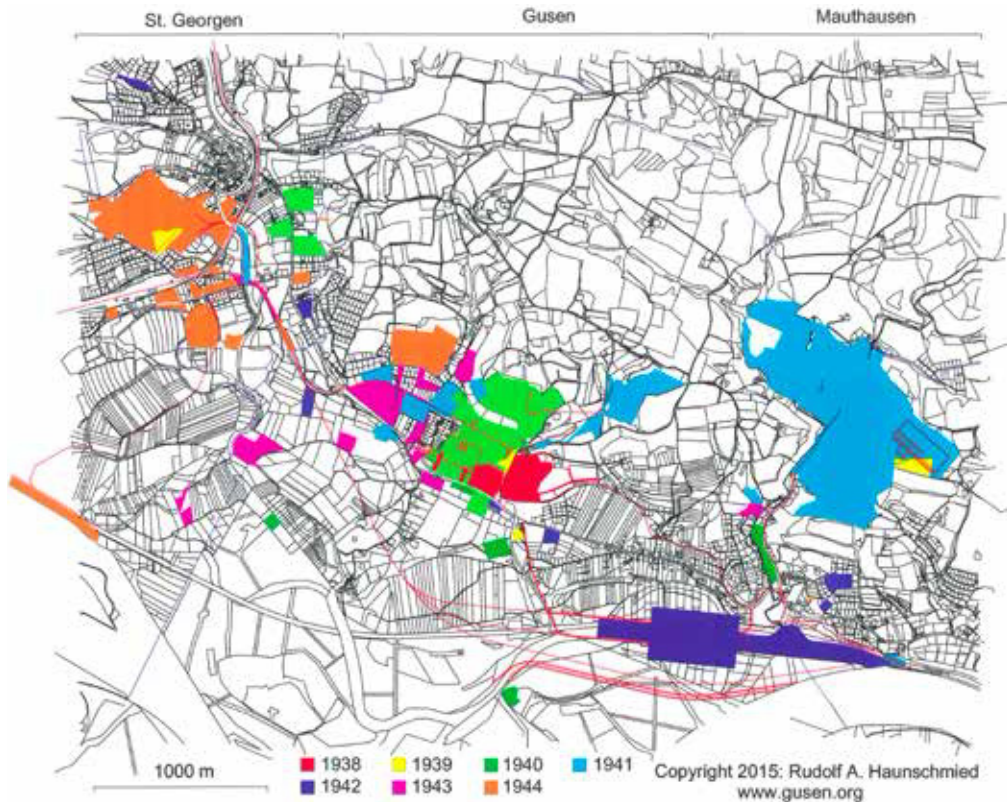 St. Georgen Gusen Mauthausen
1938 1939 1940 1941
1942 1943 1944
1000 m
Copyright 2015: Rudolf A. Haunschmied
www.gusen.org